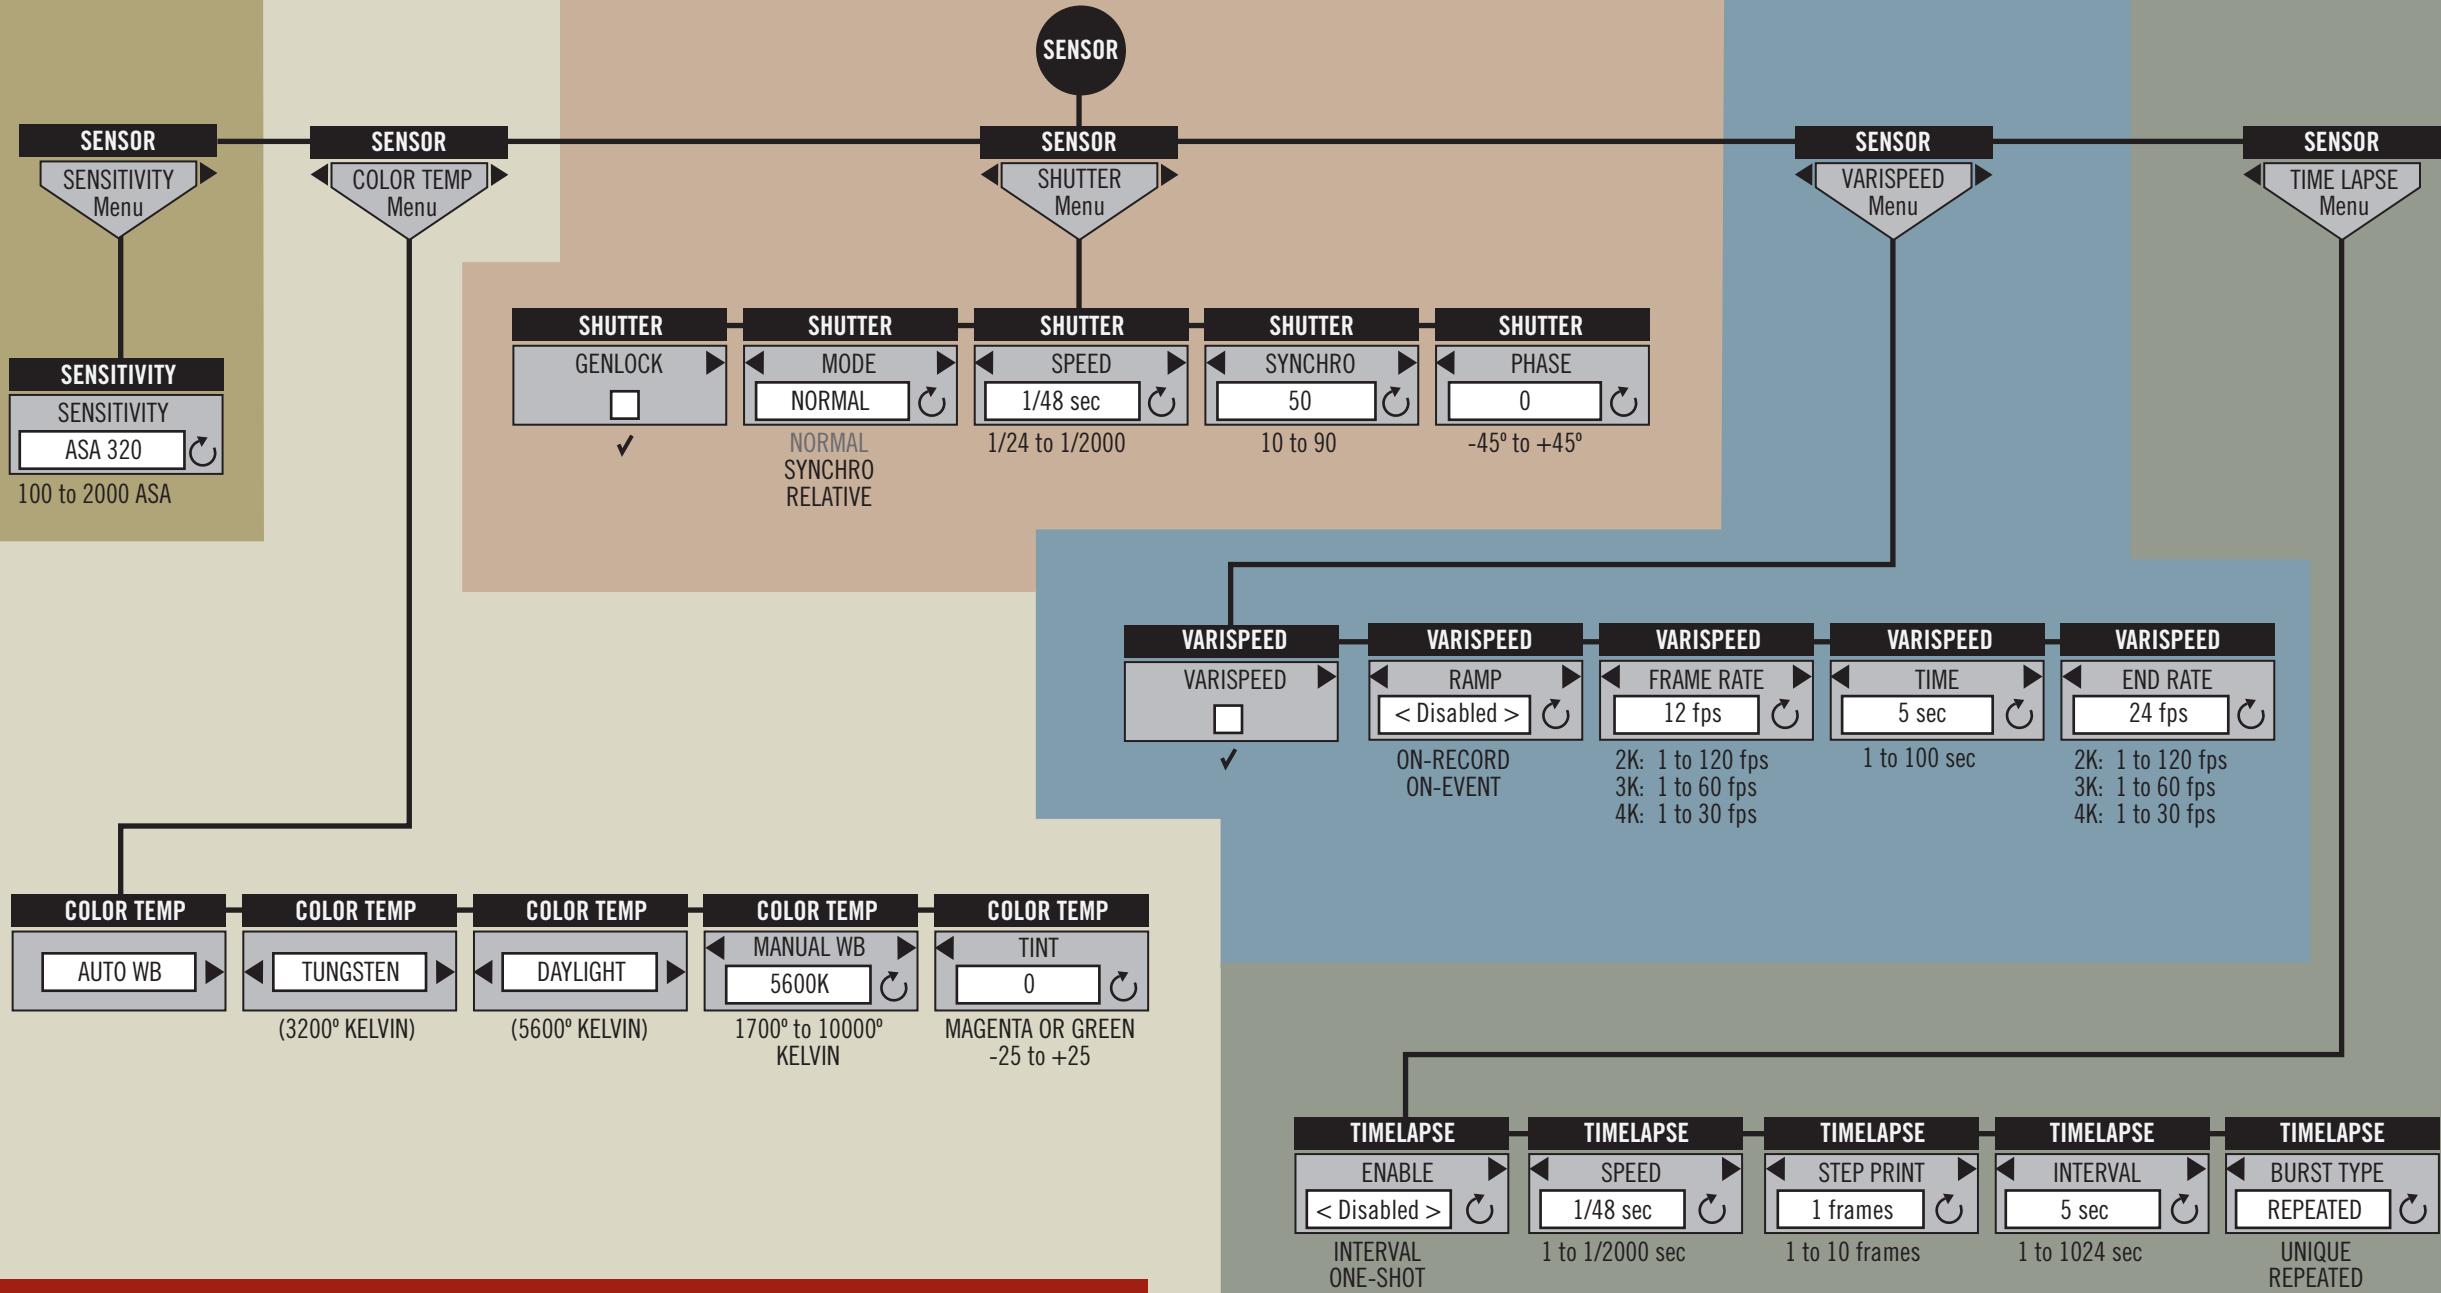 SENSOR
SENSOR
SENSITIVITY
Menu
SENSOR
COLOR TEMP
Menu
SENSOR
SHUTTER
Menu
SENSOR
VARISPEED
Menu
SENSOR
TIME LAPSE
Menu
SENSITIVITY
SENSITIVITY
ASA 320
100 to 2000 ASA
SHUTTER
GENLOCK
✓
SHUTTER
MODE
NORMAL
NORMAL
SYNCHRO
RELATIVE
SHUTTER
SPEED
1/48 sec
1/24 to 1/2000
SHUTTER
SYNCHRO
50
10 to 90
SHUTTER
PHASE
0
-45º to +45º
VARISPEED
VARISPEED
✓
VARISPEED
RAMP
< Disabled >
ON-RECORD
ON-EVENT
VARISPEED
FRAME RATE
12 fps
2K: 1 to 120 fps
3K: 1 to 60 fps
4K: 1 to 30 fps
VARISPEED
TIME
5 sec
1 to 100 sec
VARISPEED
END RATE
24 fps
2K: 1 to 120 fps
3K: 1 to 60 fps
4K: 1 to 30 fps
COLOR TEMP
AUTO WB
COLOR TEMP
TUNGSTEN
(3200º KELVIN)
COLOR TEMP
DAYLIGHT
(5600º KELVIN)
COLOR TEMP
MANUAL WB
5600K
1700º to 10000º
KELVIN
COLOR TEMP
TINT
0
MAGENTA OR GREEN
-25 to +25
TIMELAPSE
ENABLE
< Disabled >
INTERVAL
ONE-SHOT
TIMELAPSE
SPEED
1/48 sec
1 to 1/2000 sec
TIMELAPSE
STEP PRINT
1 frames
1 to 10 frames
TIMELAPSE
INTERVAL
5 sec
1 to 1024 sec
TIMELAPSE
BURST TYPE
REPEATED
UNIQUE
REPEATED